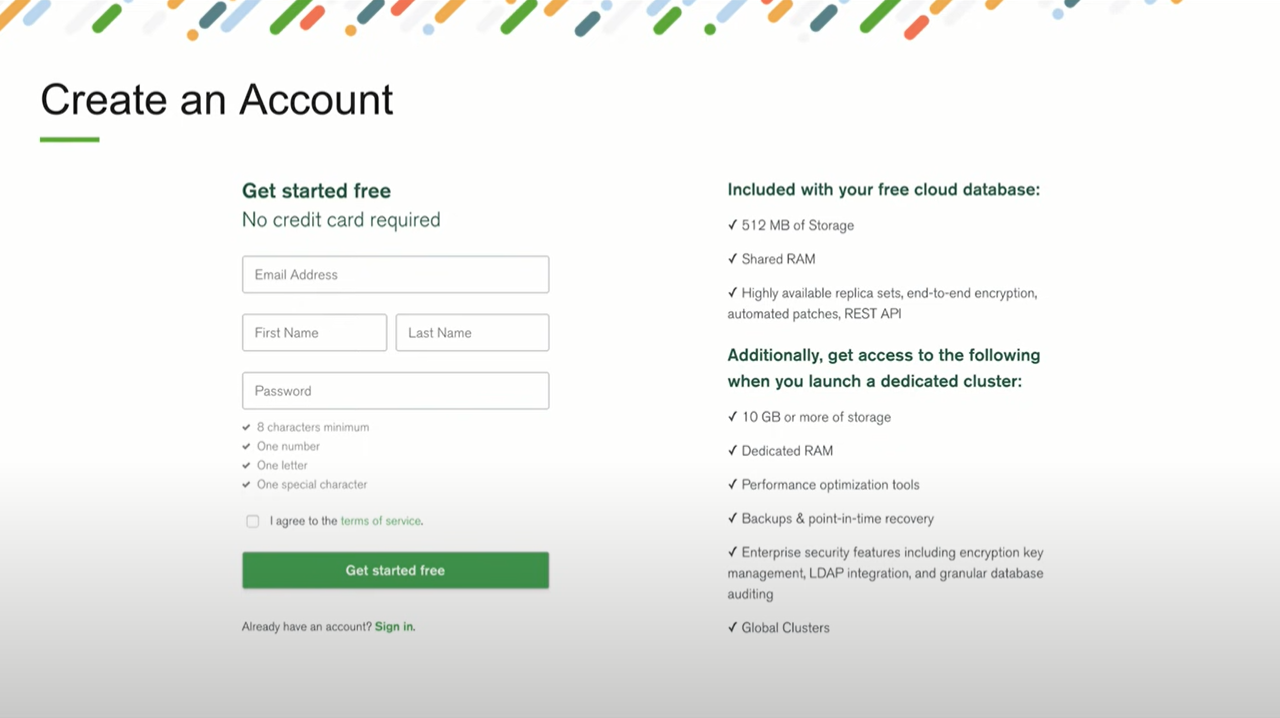 Create an Account
Get started free
No credit card required
Email Address
First Name
Last Name
Password
✔ 8 characters minimum
✔ One number
✔ One letter
✔ One special character
I agree to the terms of service.
Get started free
Already have an account? Sign in.
Included with your free cloud database:
✓ 512 MB of Storage
✓ Shared RAM
✓ Highly available replica sets, end-to-end encryption,
automated patches, REST API
Additionally, get access to the following
when you launch a dedicated cluster:
✓ 10 GB or more of storage
✓ Dedicated RAM
✓ Performance optimization tools
✓ Backups & point-in-time recovery
✓ Enterprise security features including encryption key
management, LDAP integration, and granular database
auditing
✓ Global Clusters